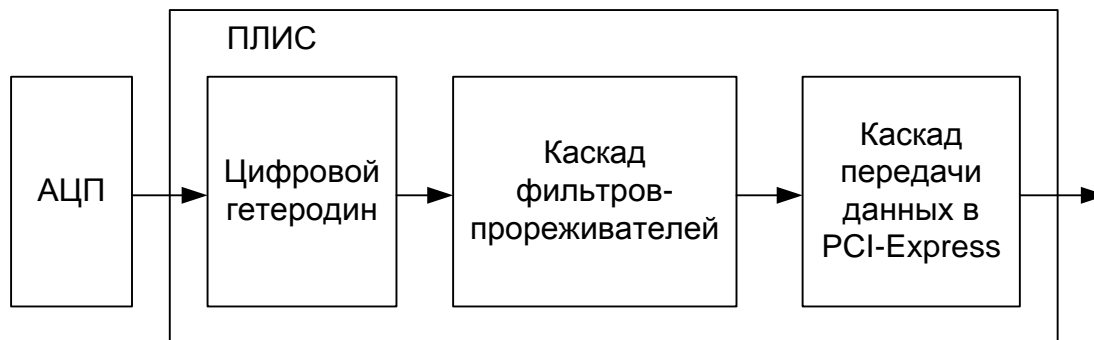 ПЛИС
АЦП
Цифровой
гетеродин
Каскад
фильтров-
прореживателей
Каскад
передачи
данных в
PCI-Express